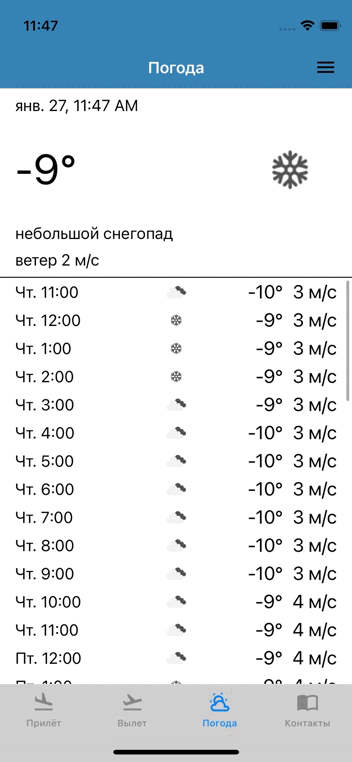 11:47
Погода
янв. 27, 11:47 AM
-9°
небольшой снегопад
ветер 2 м/с
Чт. 11:00 -10° 3 м/с
Чт. 12:00 -9° 3 м/с
Чт. 1:00 -9° 3 м/с
Чт. 2:00 -9° 3 м/с
Чт. 3:00 -9° 3 м/с
Чт. 4:00 -10° 3 м/с
Чт. 5:00 -10° 3 м/с
Чт. 6:00 -10° 3 м/с
Чт. 7:00 -10° 3 м/с
Чт. 8:00 -10° 3 м/с
Чт. 9:00 -10° 3 м/с
Чт. 10:00 -9° 4 м/с
Чт. 11:00 -9° 4 м/с
Пт. 12:00 -9° 4 м/с
Прилёт Вылет Погода Контакты